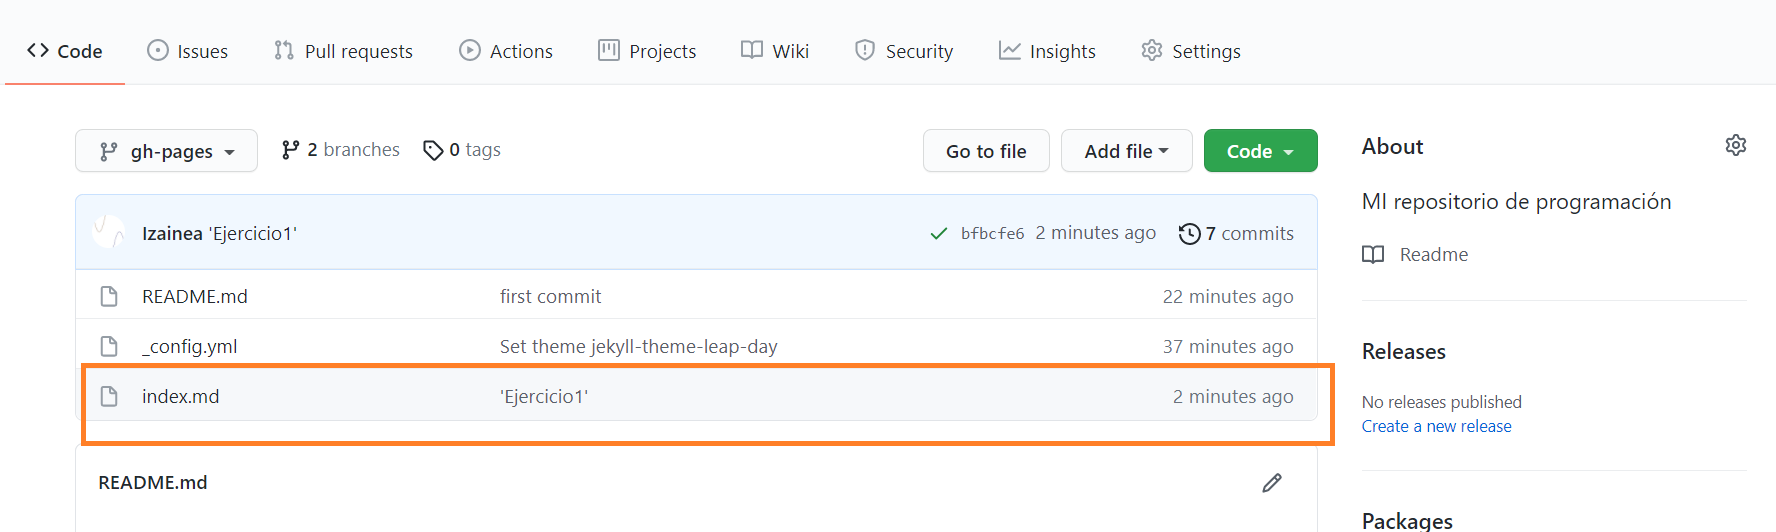 Code Issues Pull requests Actions Projects Wiki Security Insights Settings
gh-pages 2 branches 0 tags Go to file Add file Code
Izainea 'Ejercicio1' bfbcfe6 2 minutes ago 7 commits
README.md first commit 22 minutes ago
_config.yml Set theme jekyll-theme-leap-day 37 minutes ago
index.md 'Ejercicio1' 2 minutes ago
README.md
About
MI repositorio de programación
Readme
Releases
No releases published
Create a new release
Packages